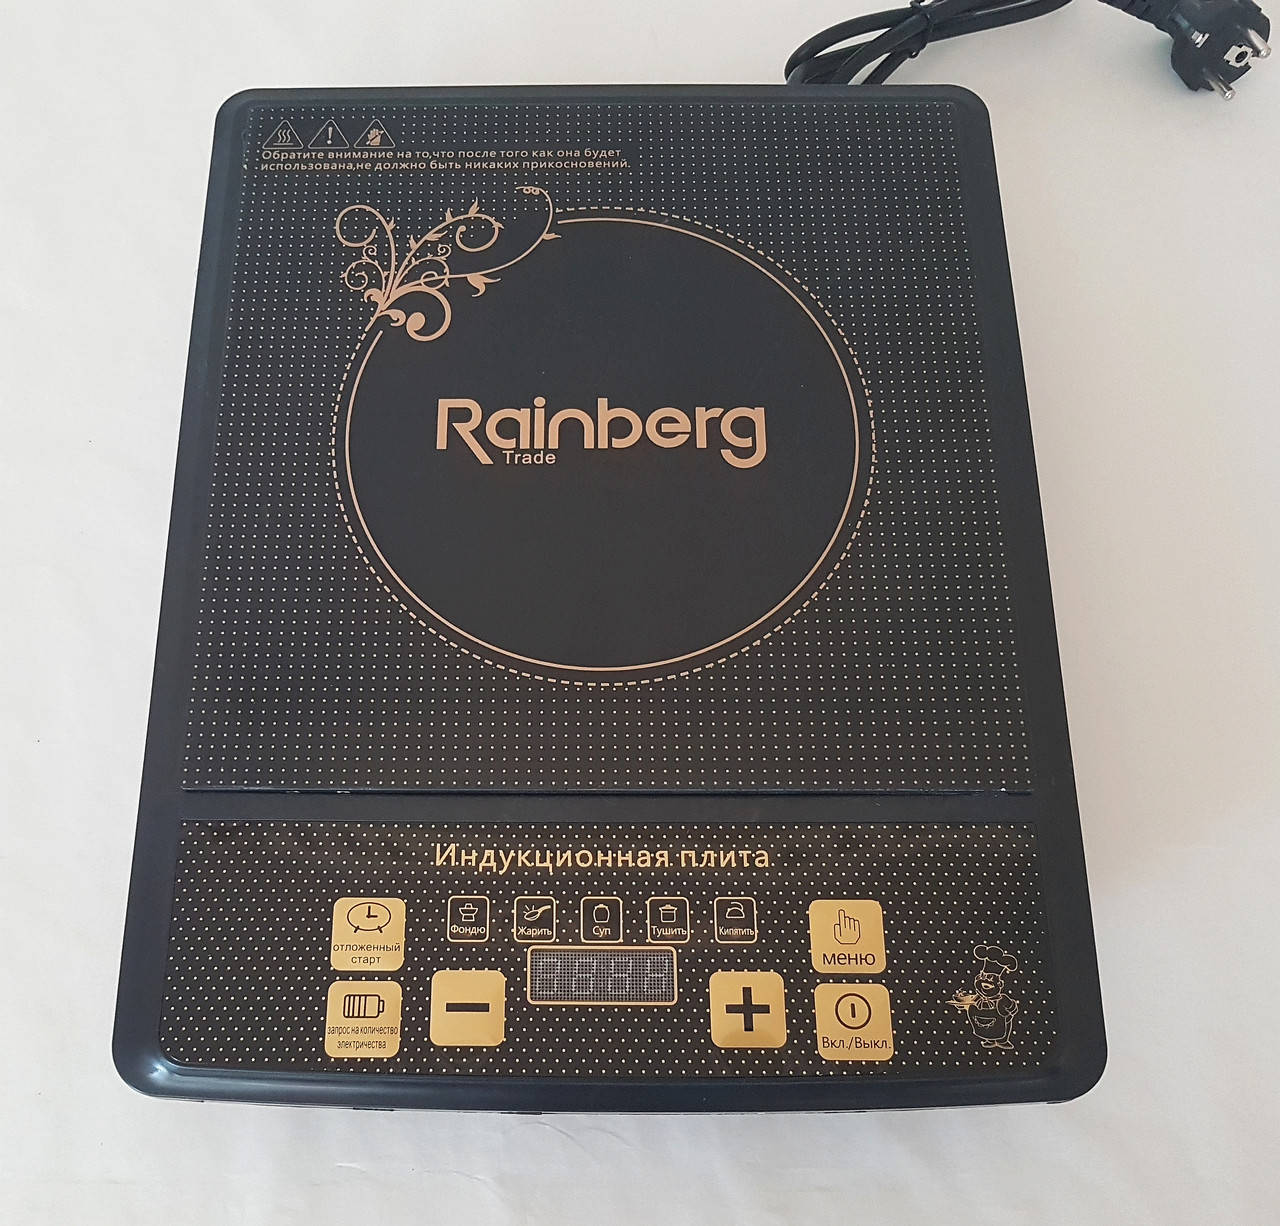 Обратите внимание на то,что после того как она будет
использована,не должно быть никаких прикосновений.
Rainberg
Trade
Индукционная плита
отложенный
старт
Фондю
Жарить
Суп
Тушить
Кипятить
меню
запрос на количество
электричества
Вкл./Выкл.